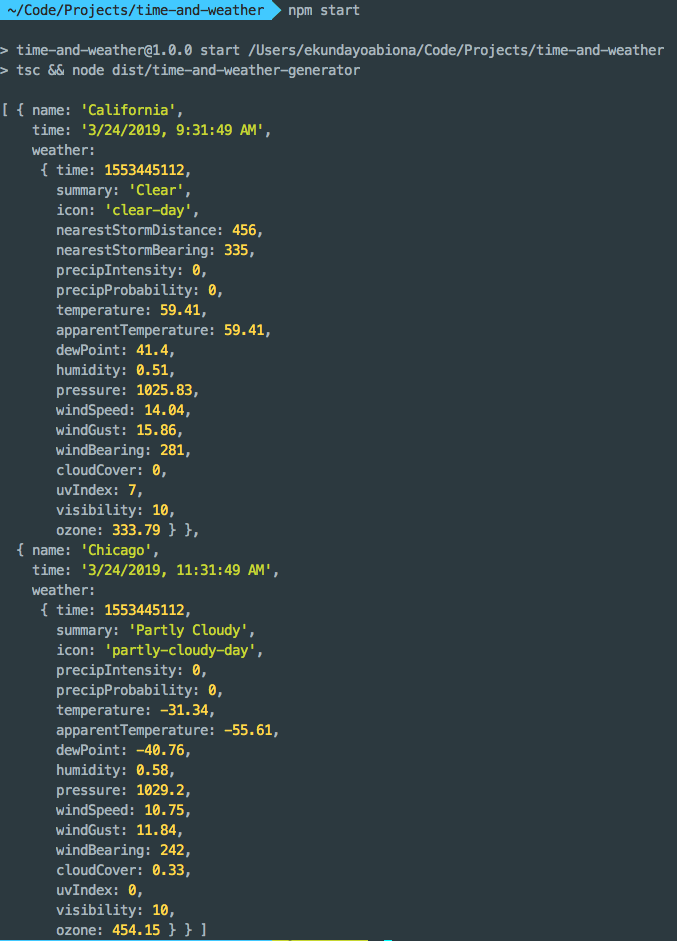 ~/Code/Projects/time-and-weather npm start
> time-and-weather@1.0.0 start /Users/ekundayoabiona/Code/Projects/time-and-weather
> tsc && node dist/time-and-weather-generator
[ { name: 'California',
time: '3/24/2019, 9:31:49 AM',
weather:
{ time: 1553445112,
summary: 'Clear',
icon: 'clear-day',
nearestStormDistance: 456,
nearestStormBearing: 335,
precipIntensity: 0,
precipProbability: 0,
temperature: 59.41,
apparentTemperature: 59.41,
dewPoint: 41.4,
humidity: 0.51,
pressure: 1025.83,
windSpeed: 14.04,
windGust: 15.86,
windBearing: 281,
cloudCover: 0,
uvIndex: 7,
visibility: 10,
ozone: 333.79 } },
{ name: 'Chicago',
time: '3/24/2019, 11:31:49 AM',
weather:
{ time: 1553445112,
summary: 'Partly Cloudy',
icon: 'partly-cloudy-day',
precipIntensity: 0,
precipProbability: 0,
temperature: -31.34,
apparentTemperature: -55.61,
dewPoint: -40.76,
humidity: 0.58,
pressure: 1029.2,
windSpeed: 10.75,
windGust: 11.84,
windBearing: 242,
cloudCover: 0.33,
uvIndex: 0,
visibility: 10,
ozone: 454.15 } } ]